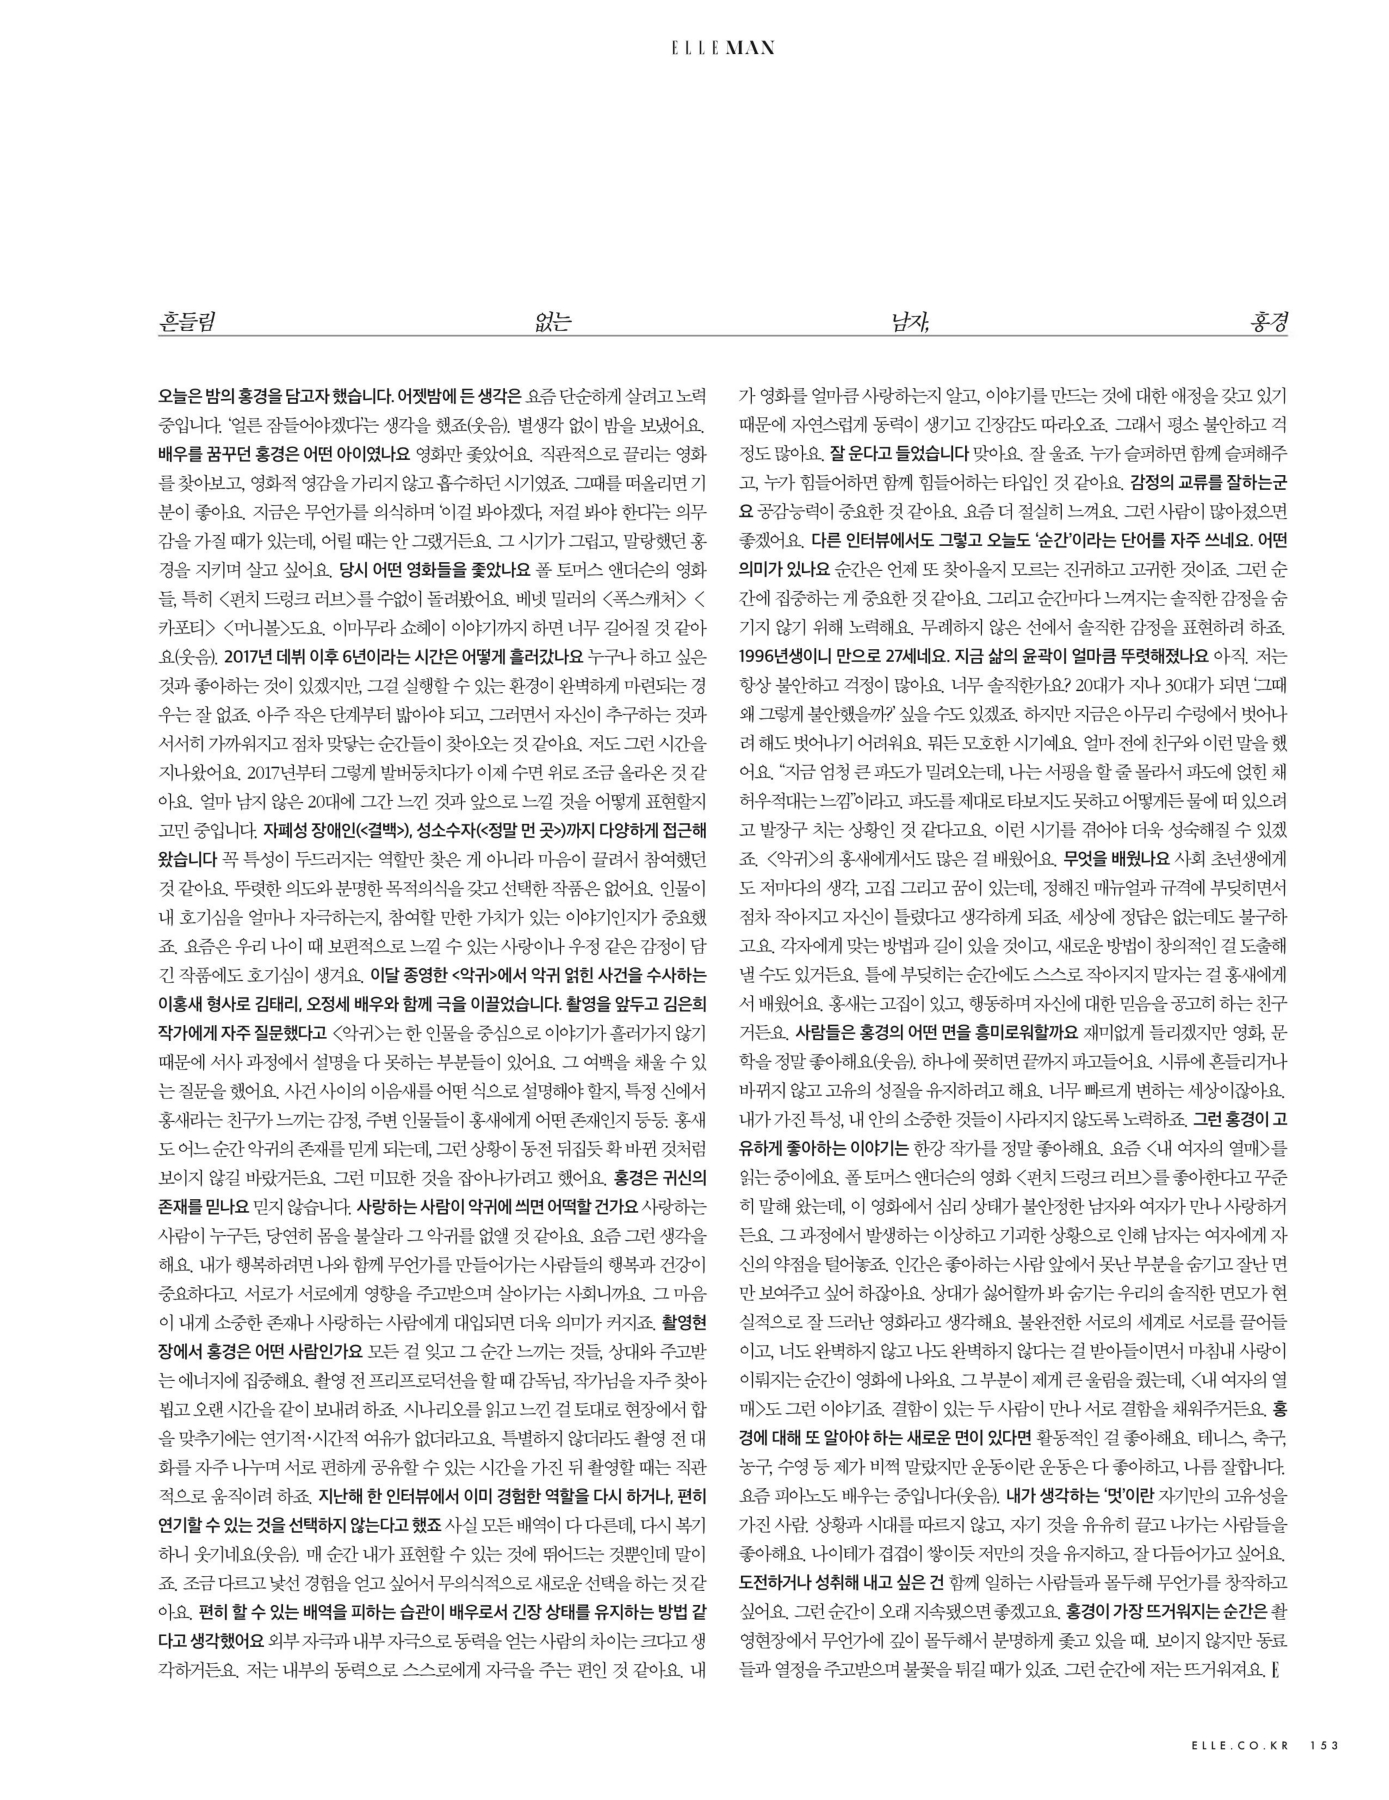 ELLE MAN
흔들림 없는 남자, 홍경
오늘은 밤의 홍경을 담고자 했습니다. 어젯밤에 든 생각은 요즘 단순하게 살려고 노력
중입니다. ‘얼른 잠들어야겠다’는 생각을 했죠(웃음). 별생각 없이 밤을 보냈어요.
배우를 꿈꾸던 홍경은 어떤 아이였나요 영화만 좇았어요. 직관적으로 끌리는 영화
를 찾아보고, 영화적 영감을 가리지 않고 흡수하던 시기였죠. 그때를 떠올리면 기
분이 좋아요. 지금은 무언가를 의식하며 ‘이걸 봐야겠다, 저걸 봐야 한다’는 의무
감을 가질 때가 있는데, 어릴 때는 안 그랬거든요. 그 시기가 그립고, 말랑했던 홍
경을 지키며 살고 싶어요. 당시 어떤 영화들을 좇았나요 폴 토머스 앤더슨의 영화
들, 특히 〈펀치 드렁크 러브〉를 수없이 돌려봤어요. 베넷 밀러의 〈폭스캐처〉 〈
카포티〉 〈머니볼〉도요. 이마무라 쇼헤이 이야기까지 하면 너무 길어질 것 같아
요(웃음). 2017년 데뷔 이후 6년이라는 시간은 어떻게 흘러갔나요 누구나 하고 싶은
것과 좋아하는 것이 있겠지만, 그걸 실행할 수 있는 환경이 완벽하게 마련되는 경
우는 잘 없죠. 아주 작은 단계부터 밟아야 되고, 그러면서 자신이 추구하는 것과
서서히 가까워지고 점차 맞닿는 순간들이 찾아오는 것 같아요. 저도 그런 시간을
지나왔어요. 2017년부터 그렇게 발버둥치다가 이제 수면 위로 조금 올라온 것 같
아요. 얼마 남지 않은 20대에 그간 느낀 것과 앞으로 느낄 것을 어떻게 표현할지
고민 중입니다. 자폐성 장애인(<결백>), 성소수자(<정말 먼 곳>)까지 다양하게 접근해
왔습니다 꼭 특성이 두드러지는 역할만 찾은 게 아니라 마음이 끌려서 참여했던
것 같아요. 뚜렷한 의도와 분명한 목적의식을 갖고 선택한 작품은 없어요. 인물이
내 호기심을 얼마나 자극하는지, 참여할 만한 가치가 있는 이야기인지가 중요했
죠. 요즘은 우리 나이 때 보편적으로 느낄 수 있는 사랑이나 우정 같은 감정이 담
긴 작품에도 호기심이 생겨요. 이달 종영한 <악귀>에서 악귀 얽힌 사건을 수사하는
이홍새 형사로 김태리, 오정세 배우와 함께 극을 이끌었습니다. 촬영을 앞두고 김은희
작가에게 자주 질문했다고 〈악귀〉는 한 인물을 중심으로 이야기가 흘러가지 않기
때문에 서사 과정에서 설명을 다 못하는 부분들이 있어요. 그 여백을 채울 수 있
는 질문을 했어요. 사건 사이의 이음새를 어떤 식으로 설명해야 할지, 특정 신에서
홍새라는 친구가 느끼는 감정, 주변 인물들이 홍새에게 어떤 존재인지 등등. 홍새
도 어느 순간 악귀의 존재를 믿게 되는데, 그런 상황이 동전 뒤집듯 확 바뀐 것처럼
보이지 않길 바랐거든요. 그런 미묘한 것을 잡아나가려고 했어요. 홍경은 귀신의
존재를 믿나요 믿지 않습니다. 사랑하는 사람이 악귀에 씌면 어떡할 건가요 사랑하는
사람이 누구든, 당연히 몸을 불살라 그 악귀를 없앨 것 같아요. 요즘 그런 생각을
해요. 내가 행복하려면 나와 함께 무언가를 만들어가는 사람들의 행복과 건강이
중요하다고. 서로가 서로에게 영향을 주고받으며 살아가는 사회니까요. 그 마음
이 내게 소중한 존재나 사랑하는 사람에게 대입되면 더욱 의미가 커지죠. 촬영현
장에서 홍경은 어떤 사람인가요 모든 걸 잊고 그 순간 느끼는 것들, 상대와 주고받
는 에너지에 집중해요. 촬영 전 프리프로덕션을 할 때 감독님, 작가님을 자주 찾아
뵙고 오랜 시간을 같이 보내려 하죠. 시나리오를 읽고 느낀 걸 토대로 현장에서 합
을 맞추기에는 연기적·시간적 여유가 없더라고요. 특별하지 않더라도 촬영 전 대
화를 자주 나누며 서로 편하게 공유할 수 있는 시간을 가진 뒤 촬영할 때는 직관
적으로 움직이려 하죠. 지난해 한 인터뷰에서 이미 경험한 역할을 다시 하거나, 편히
연기할 수 있는 것을 선택하지 않는다고 했죠 사실 모든 배역이 다 다른데, 다시 복기
하니 웃기네요(웃음). 매 순간 내가 표현할 수 있는 것에 뛰어드는 것뿐인데 말이
죠. 조금 다르고 낯선 경험을 얻고 싶어서 무의식적으로 새로운 선택을 하는 것 같
아요. 편히 할 수 있는 배역을 피하는 습관이 배우로서 긴장 상태를 유지하는 방법 같
다고 생각했어요 외부 자극과 내부 자극으로 동력을 얻는 사람의 차이는 크다고 생
각하거든요. 저는 내부의 동력으로 스스로에게 자극을 주는 편인 것 같아요. 내
가 영화를 얼마큼 사랑하는지 알고, 이야기를 만드는 것에 대한 애정을 갖고 있기
때문에 자연스럽게 동력이 생기고 긴장감도 따라오죠. 그래서 평소 불안하고 걱
정도 많아요. 잘 운다고 들었습니다 맞아요. 잘 울죠. 누가 슬퍼하면 함께 슬퍼해주
고, 누가 힘들어하면 함께 힘들어하는 타입인 것 같아요. 감정의 교류를 잘하는군
요 공감능력이 중요한 것 같아요. 요즘 더 절실히 느껴요. 그런 사람이 많아졌으면
좋겠어요. 다른 인터뷰에서도 그렇고 오늘도 ‘순간’이라는 단어를 자주 쓰네요. 어떤
의미가 있나요 순간은 언제 또 찾아올지 모르는 진귀하고 고귀한 것이죠. 그런 순
간에 집중하는 게 중요한 것 같아요. 그리고 순간마다 느껴지는 솔직한 감정을 숨
기지 않기 위해 노력해요. 무례하지 않은 선에서 솔직한 감정을 표현하려 하죠.
1996년생이니 만으로 27세네요. 지금 삶의 윤곽이 얼마큼 뚜렷해졌나요 아직. 저는
항상 불안하고 걱정이 많아요. 너무 솔직한가요? 20대가 지나 30대가 되면 ‘그때
왜 그렇게 불안했을까?’ 싶을 수도 있겠죠. 하지만 지금은 아무리 수렁에서 벗어나
려 해도 벗어나기 어려워요. 뭐든 모호한 시기예요. 얼마 전에 친구와 이런 말을 했
어요. “지금 엄청 큰 파도가 밀려오는데, 나는 서핑을 할 줄 몰라서 파도에 얹힌 채
허우적대는 느낌”이라고. 파도를 제대로 타보지도 못하고 어떻게든 물에 떠 있으려
고 발장구 치는 상황인 것 같다고요. 이런 시기를 겪어야 더욱 성숙해질 수 있겠
죠. 〈악귀〉의 홍새에게서도 많은 걸 배웠어요. 무엇을 배웠나요 사회 초년생에게
도 저마다의 생각, 고집 그리고 꿈이 있는데, 정해진 매뉴얼과 규격에 부딪히면서
점차 작아지고 자신이 틀렸다고 생각하게 되죠. 세상에 정답은 없는데도 불구하
고요. 각자에게 맞는 방법과 길이 있을 것이고, 새로운 방법이 창의적인 걸 도출해
낼 수도 있거든요. 틀에 부딪히는 순간에도 스스로 작아지지 말자는 걸 홍새에게
서 배웠어요. 홍새는 고집이 있고, 행동하며 자신에 대한 믿음을 공고히 하는 친구
거든요. 사람들은 홍경의 어떤 면을 흥미로워할까요 재미없게 들리겠지만 영화, 문
학을 정말 좋아해요(웃음). 하나에 꽂히면 끝까지 파고들어요. 시류에 흔들리거나
바뀌지 않고 고유의 성질을 유지하려고 해요. 너무 빠르게 변하는 세상이잖아요.
내가 가진 특성, 내 안의 소중한 것들이 사라지지 않도록 노력하죠. 그런 홍경이 고
유하게 좋아하는 이야기는 한강 작가를 정말 좋아해요. 요즘 〈내 여자의 열매〉를
읽는 중이에요. 폴 토머스 앤더슨의 영화 〈펀치 드렁크 러브〉를 좋아한다고 꾸준
히 말해 왔는데, 이 영화에서 심리 상태가 불안정한 남자와 여자가 만나 사랑하거
든요. 그 과정에서 발생하는 이상하고 기괴한 상황으로 인해 남자는 여자에게 자
신의 약점을 털어놓죠. 인간은 좋아하는 사람 앞에서 못난 부분을 숨기고 잘난 면
만 보여주고 싶어 하잖아요. 상대가 싫어할까 봐 숨기는 우리의 솔직한 면모가 현
실적으로 잘 드러난 영화라고 생각해요. 불완전한 서로의 세계로 서로를 끌어들
이고, 너도 완벽하지 않고 나도 완벽하지 않다는 걸 받아들이면서 마침내 사랑이
이뤄지는 순간이 영화에 나와요. 그 부분이 제게 큰 울림을 줬는데, 〈내 여자의 열
매〉도 그런 이야기죠. 결함이 있는 두 사람이 만나 서로 결함을 채워주거든요. 홍
경에 대해 또 알아야 하는 새로운 면이 있다면 활동적인 걸 좋아해요. 테니스, 축구,
농구, 수영 등 제가 비쩍 말랐지만 운동이란 운동은 다 좋아하고, 나름 잘합니다.
요즘 피아노도 배우는 중입니다(웃음). 내가 생각하는 ‘멋’이란 자기만의 고유성을
가진 사람. 상황과 시대를 따르지 않고, 자기 것을 유유히 끌고 나가는 사람들을
좋아해요. 나이테가 겹겹이 쌓이듯 저만의 것을 유지하고, 잘 다듬어가고 싶어요.
도전하거나 성취해 내고 싶은 건 함께 일하는 사람들과 몰두해 무언가를 창작하고
싶어요. 그런 순간이 오래 지속됐으면 좋겠고요. 홍경이 가장 뜨거워지는 순간은 촬
영현장에서 무언가에 깊이 몰두해서 분명하게 좇고 있을 때. 보이지 않지만 동료
들과 열정을 주고받으며 불꽃을 튀길 때가 있죠. 그런 순간에 저는 뜨거워져요. E
ELLE.CO.KR 153